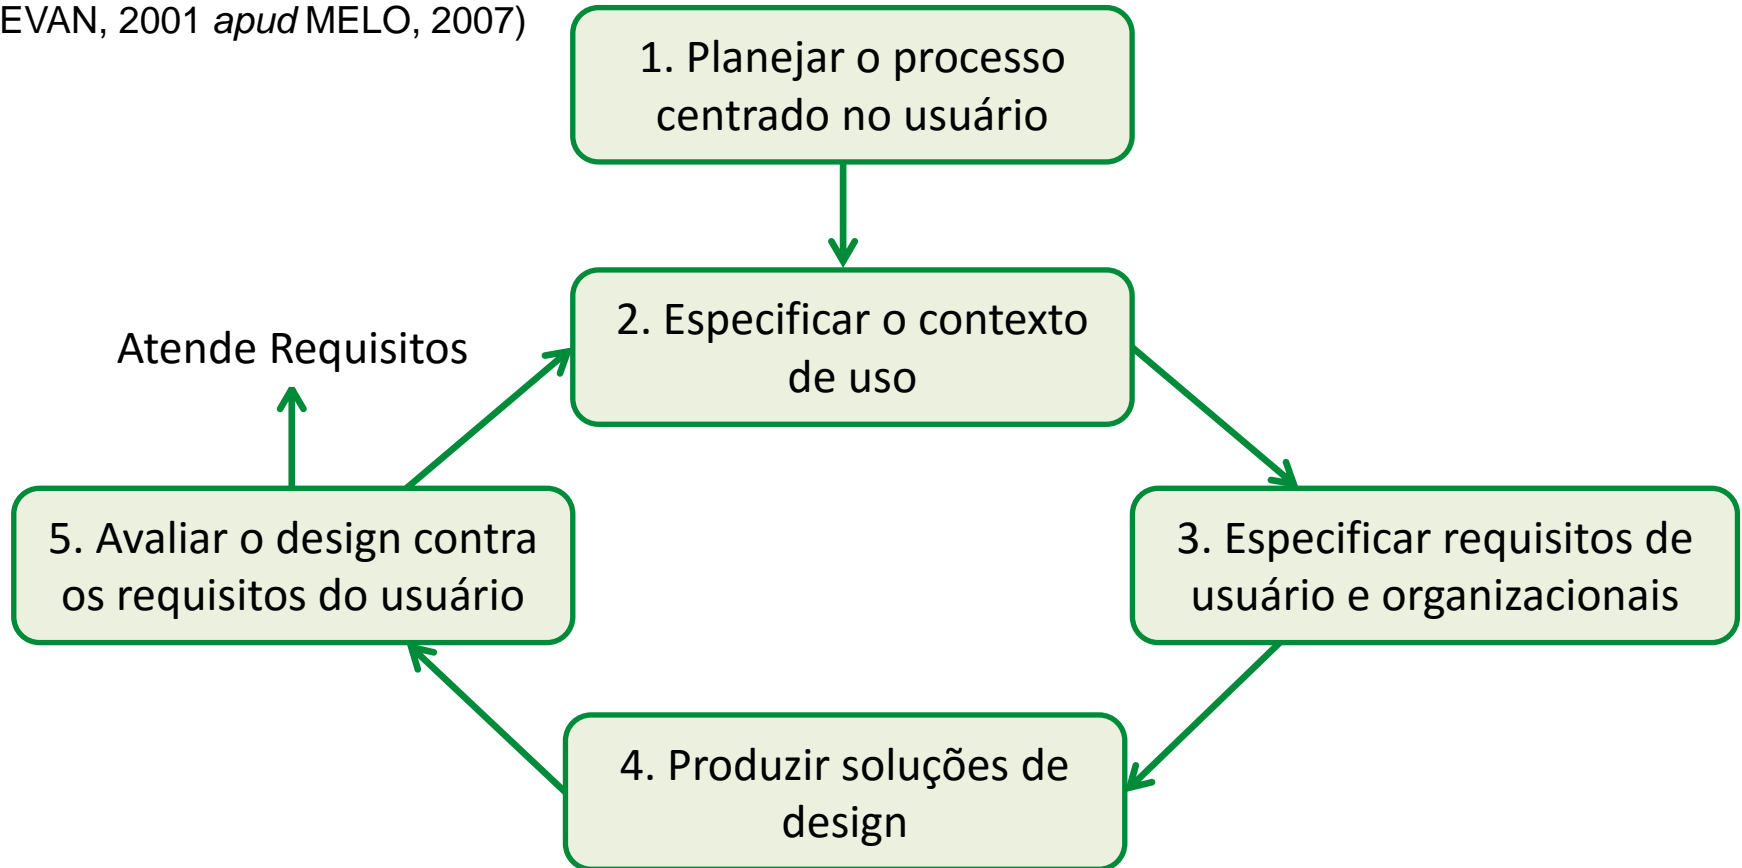 EVAN, 2001 apud MELO, 2007)
1. Planejar o processo
centrado no usuário
2. Especificar o contexto
de uso
Atende Requisitos
5. Avaliar o design contra
os requisitos do usuário
3. Especificar requisitos de
usuário e organizacionais
4. Produzir soluções de
design